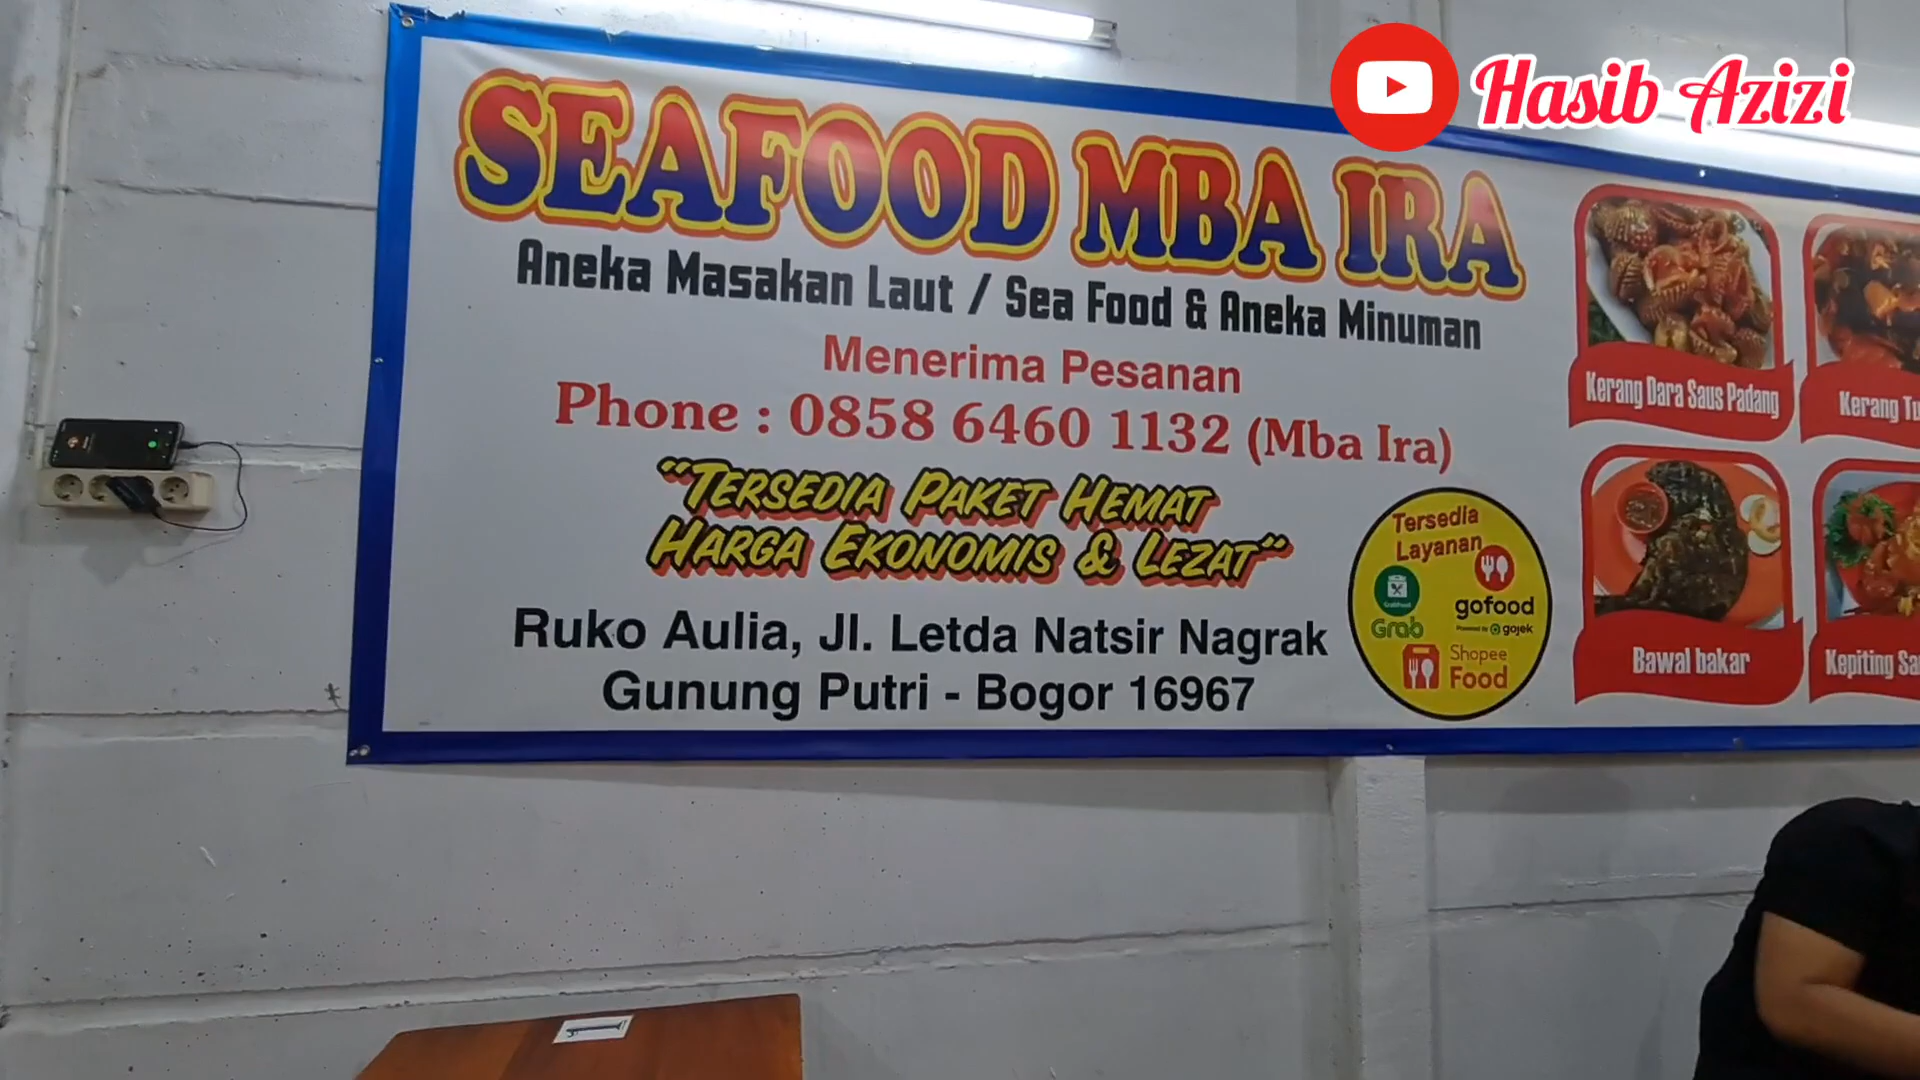 Hasib Azizi
SEAFOOD MBA IRA
Aneka Masakan Laut / Sea Food & Aneka Minuman
Menerima Pesanan
Phone : 0858 6460 1132 (Mba Ira)
"TERSEDIA PAKET HEMAT
HARGA EKONOMIS & LEZAT"
Ruko Aulia, Jl. Letda Natsir Nagrak
Gunung Putri - Bogor 16967
Tersedia
Layanan
GrabFood
Grab
gofood
Powered by gojek
Shopee
Food
Kerang Dara Saus Padang
Kerang
Bawal bakar
Kepiting